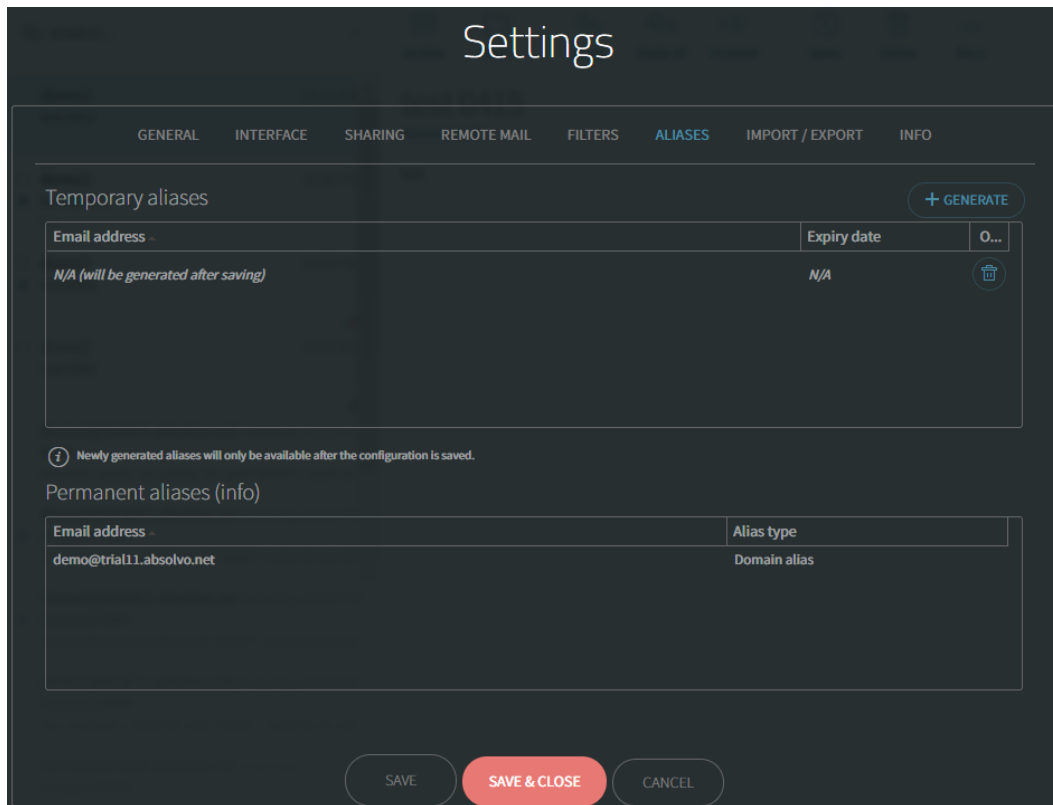 Settings
GENERAL INTERFACE SHARING REMOTE MAIL FILTERS ALIASES IMPORT / EXPORT INFO
Temporary aliases
+ GENERATE
Email address Expiry date O...
N/A (will be generated after saving) N/A
Newly generated aliases will only be available after the configuration is saved.
Permanent aliases (info)
Email address Alias type
demo@trial11.absolvo.net Domain alias
SAVE SAVE & CLOSE CANCEL